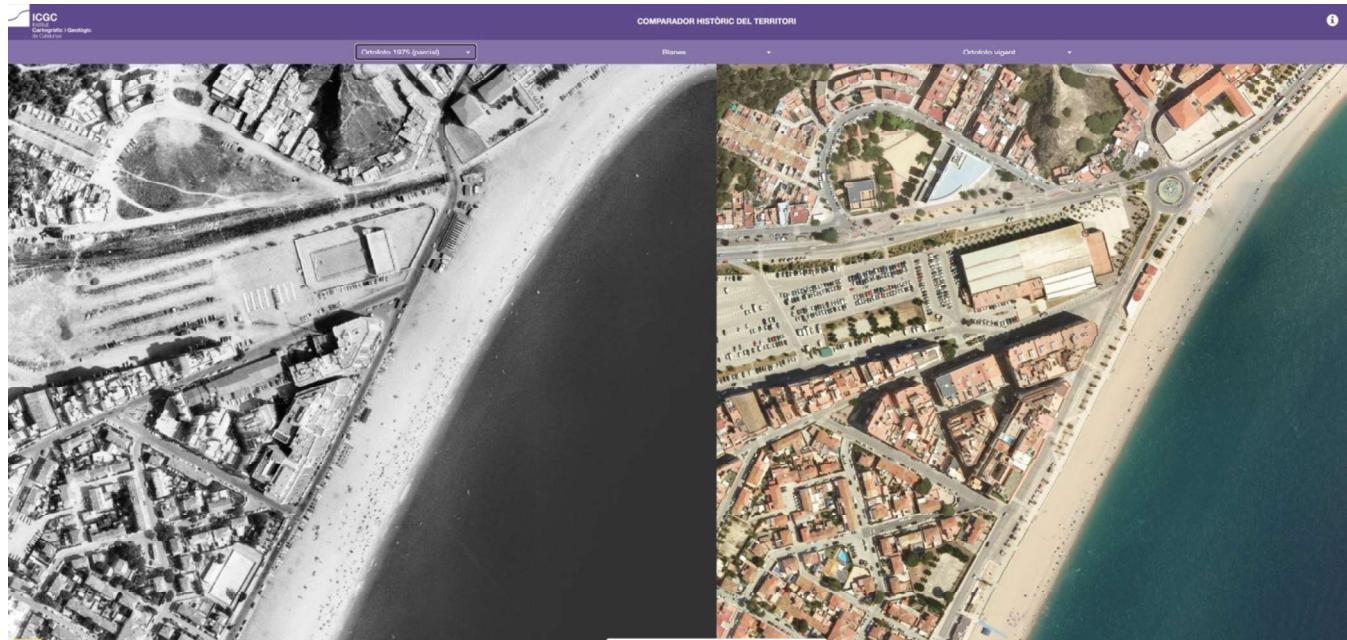 ICGC
Institut
Cartogràfic i Geològic
de Catalunya
COMPARADOR HISTÒRIC DEL TERRITORI
Ortofoto 1975 (parcial)
Blanes
Ortofoto vigent